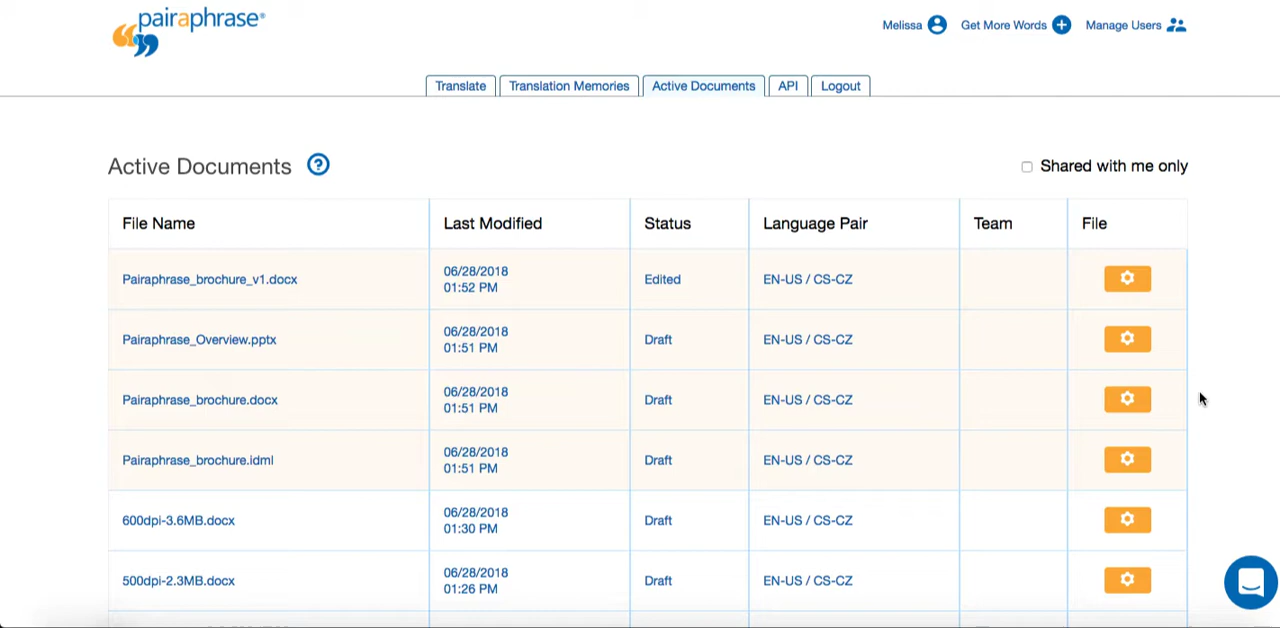 pairaphrase®
Melissa Get More Words Manage Users
Translate Translation Memories Active Documents API Logout
Active Documents ? Shared with me only
File Name Last Modified Status Language Pair Team File
Pairaphrase_brochure_v1.docx 06/28/2018 01:52 PM Edited EN-US / CS-CZ
Pairaphrase_Overview.pptx 06/28/2018 01:51 PM Draft EN-US / CS-CZ
Pairaphrase_brochure.docx 06/28/2018 01:51 PM Draft EN-US / CS-CZ
Pairaphrase_brochure.idml 06/28/2018 01:51 PM Draft EN-US / CS-CZ
600dpi-3.6MB.docx 06/28/2018 01:30 PM Draft EN-US / CS-CZ
500dpi-2.3MB.docx 06/28/2018 01:26 PM Draft EN-US / CS-CZ